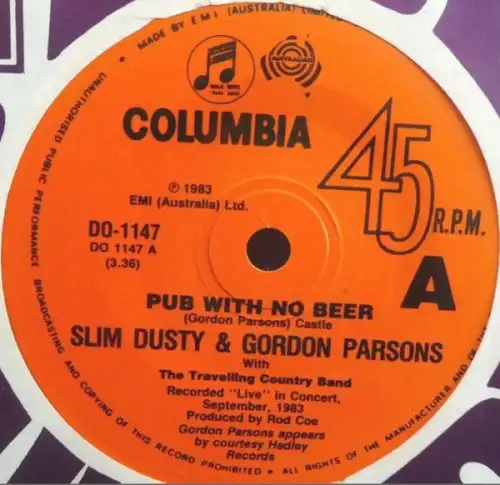 MADE BY EMI (AUSTRALIA) LIMITED
AUSTRALIAN
COLUMBIA
45
R.P.M.
℗ 1983
EMI (Australia) Ltd.
DO-1147
DO 1147 A
(3.36)
A
PUB WITH NO BEER
(Gordon Parsons) Castle
SLIM DUSTY & GORDON PARSONS
With
The Travelling Country Band
Recorded "Live" in Concert,
September, 1983
Produced by Rod Coe
Gordon Parsons appears
by courtesy Hadley
Records
UNAUTHORISED PUBLIC PERFORMANCE BROADCASTING AND COPYING OF THIS RECORD PROHIBITED • ALL RIGHTS OF THE MANUFACTURER AND OF THE